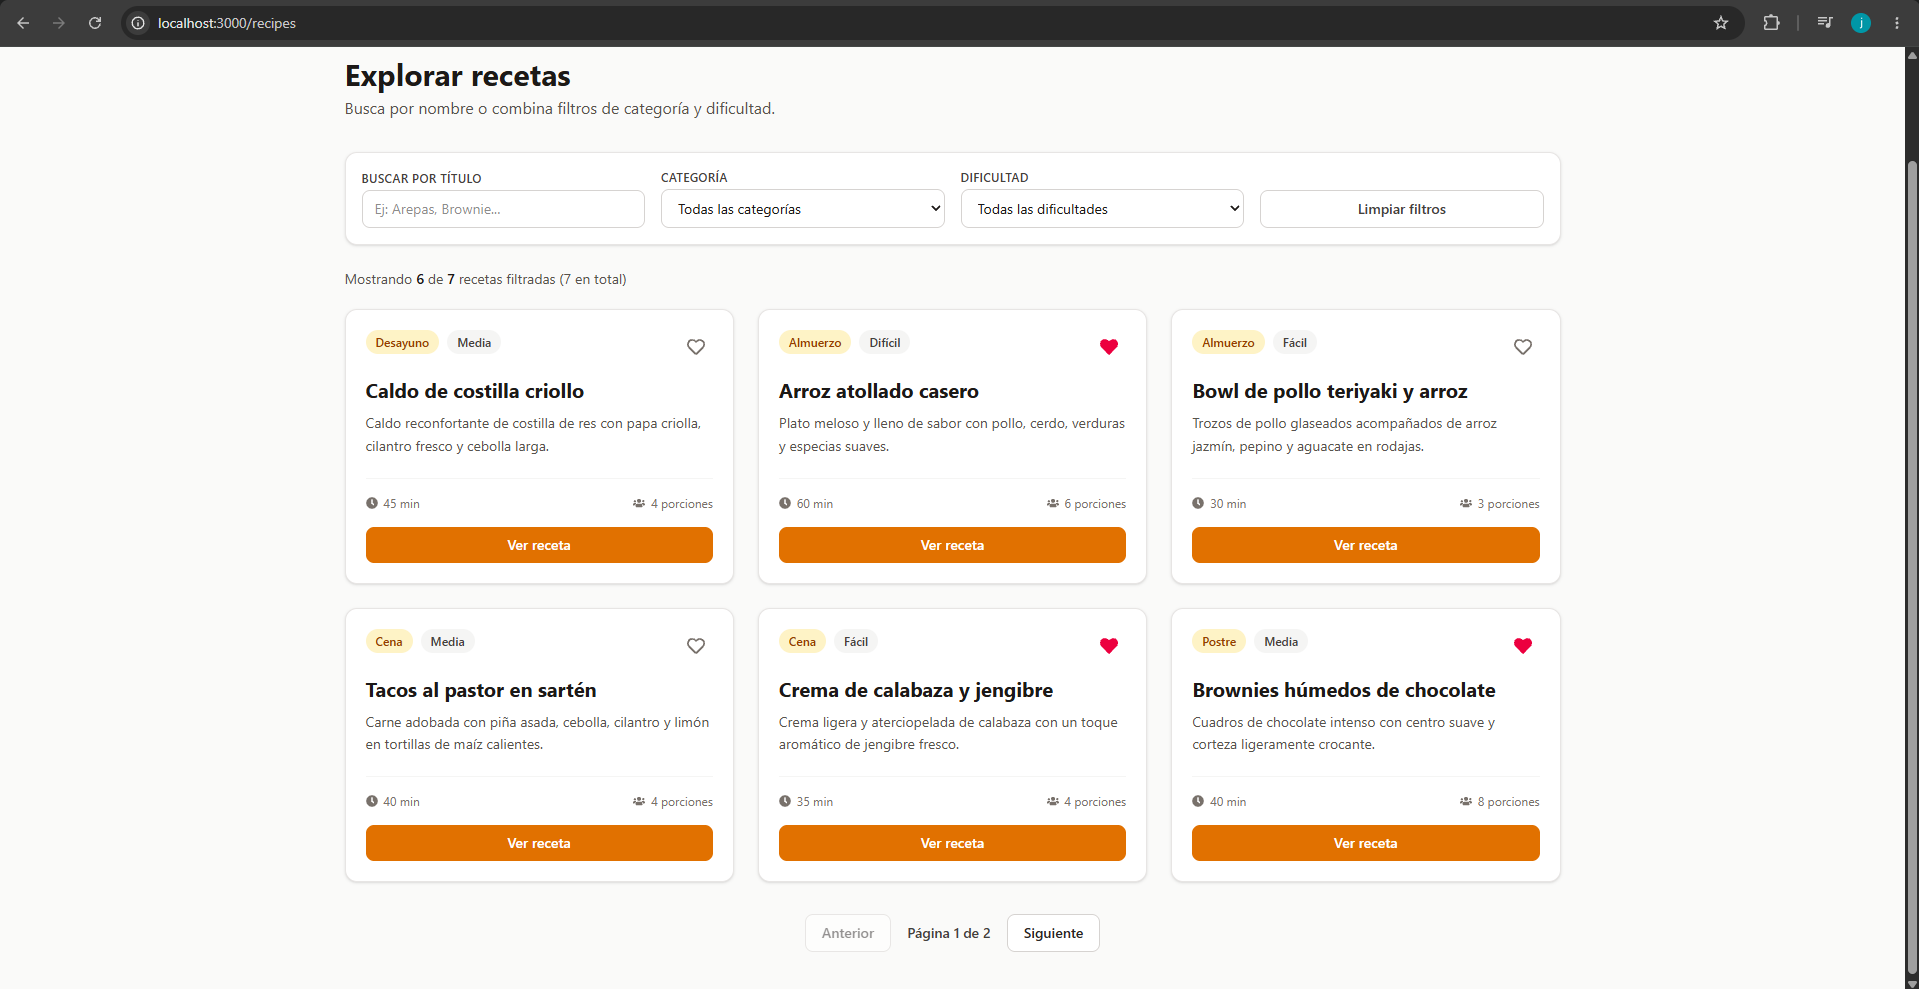 localhost:3000/recipes
j
Explorar recetas
Busca por nombre o combina filtros de categoría y dificultad.
BUSCAR POR TÍTULO
CATEGORÍA
DIFICULTAD
Ej: Arepas, Brownie...
Todas las categorías
Todas las dificultades
Limpiar filtros
Mostrando 6 de 7 recetas filtradas (7 en total)
Desayuno
Media
Caldo de costilla criollo
Caldo reconfortante de costilla de res con papa criolla,
cilantro fresco y cebolla larga.
45 min
4 porciones
Ver receta
Almuerzo
Difícil
Arroz atollado casero
Plato meloso y lleno de sabor con pollo, cerdo, verduras
y especias suaves.
60 min
6 porciones
Ver receta
Almuerzo
Fácil
Bowl de pollo teriyaki y arroz
Trozos de pollo glaseados acompañados de arroz
jazmín, pepino y aguacate en rodajas.
30 min
3 porciones
Ver receta
Cena
Media
Tacos al pastor en sartén
Carne adobada con piña asada, cebolla, cilantro y limón
en tortillas de maíz calientes.
40 min
4 porciones
Ver receta
Cena
Fácil
Crema de calabaza y jengibre
Crema ligera y aterciopelada de calabaza con un toque
aromático de jengibre fresco.
35 min
4 porciones
Ver receta
Postre
Media
Brownies húmedos de chocolate
Cuadros de chocolate intenso con centro suave y
corteza ligeramente crocante.
40 min
8 porciones
Ver receta
Anterior
Página 1 de 2
Siguiente